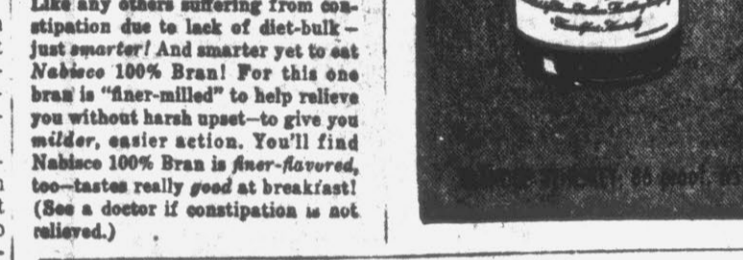 Like any others suffering from con-
stipation due to lack of diet-bulk —
just smarter! And smarter yet to eat
Nabisco 100% Bran! For this one
bran is "finer-milled" to help relieve
you without harsh upset—to give you
milder, easier action. You'll find
Nabisco 100% Bran is finer-flavored,
too—tastes really good at breakfast!
(See a doctor if constipation is not
relieved.)
86 proof.